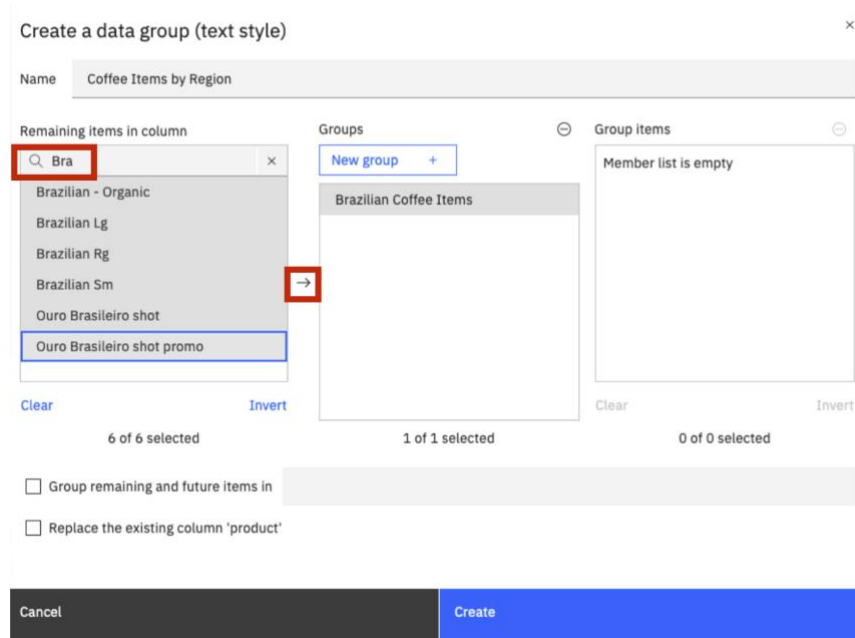 Create a data group (text style)
×
Name
Coffee Items by Region
Remaining items in column
Bra
×
Brazilian - Organic
Brazilian Lg
Brazilian Rg
Brazilian Sm
Ouro Brasileiro shot
Ouro Brasileiro shot promo
Clear Invert
6 of 6 selected
→
Groups
New group +
Brazilian Coffee Items
1 of 1 selected
Group items
Member list is empty
Clear Invert
0 of 0 selected
Group remaining and future items in
Replace the existing column 'product'
Cancel
Create